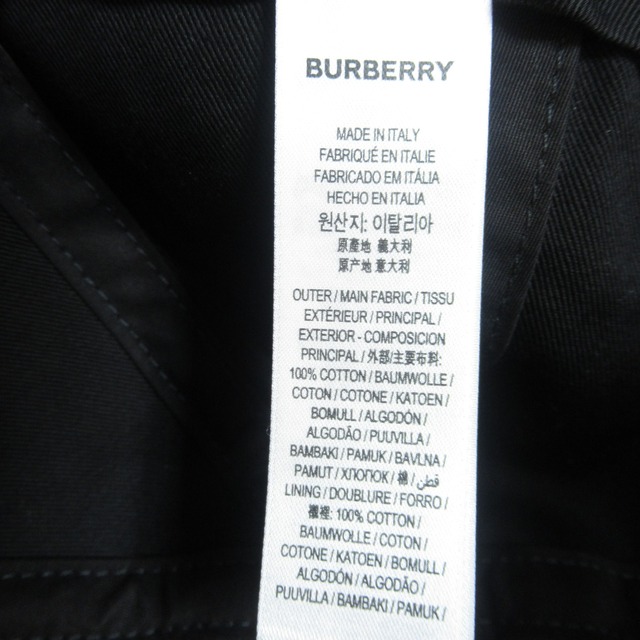 BURBERRY
MADE IN ITALY
FABRIQUÉ EN ITALIE
FABRICADO EM ITÁLIA
HECHO EN ITALIA
원산지: 이탈리아
原產地 義大利
原产地 意大利
OUTER / MAIN FABRIC / TISSU
EXTÉRIEUR / PRINCIPAL /
EXTERIOR - COMPOSICION
PRINCIPAL / 外部/主要布料:
100% COTTON / BAUMWOLLE /
COTON / COTONE / KATOEN /
BOMULL / ALGODÓN /
ALGODÃO / PUUVILLA /
BAMBAKI / PAMUK / BAVLNA /
PAMUT / ХЛОПОК / 棉 / قطن /
LINING / DOUBLURE / FORRO /
襯裡: 100% COTTON /
BAUMWOLLE / COTON /
COTONE / KATOEN / BOMULL /
ALGODÓN / ALGODÃO /
PUUVILLA / BAMBAKI / PAMUK /